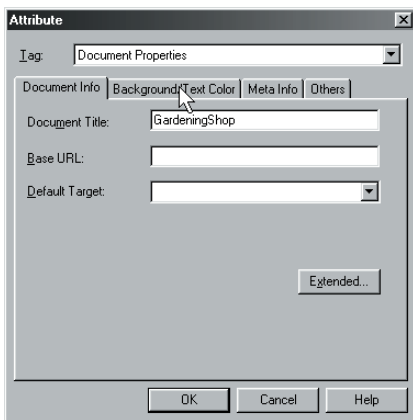 Attribute
Tag: Document Properties
Document Info Background/Text Color Meta Info Others
Document Title: GardeningShop
Base URL:
Default Target:
Extended...
OK Cancel Help